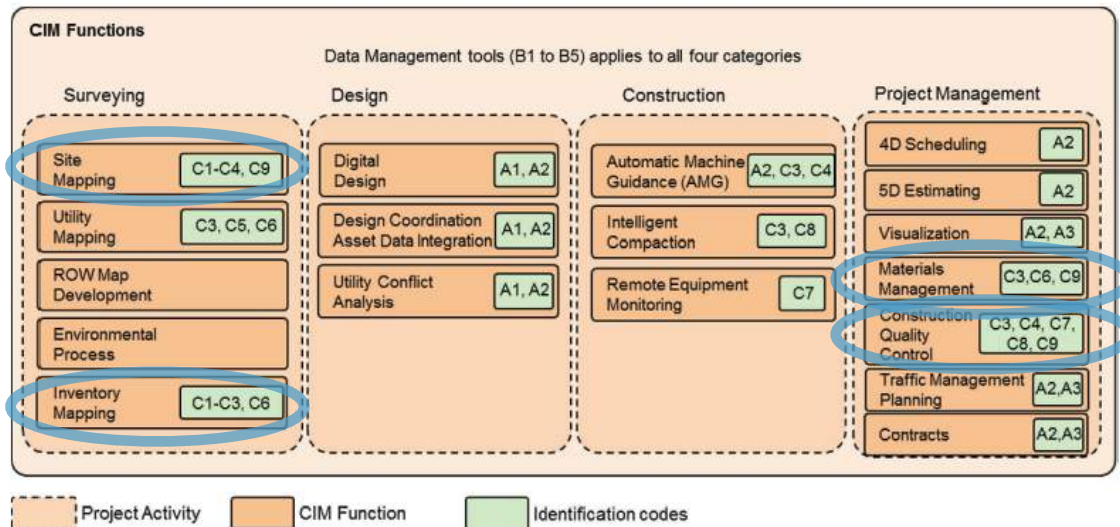 CIM Functions
Data Management tools (B1 to B5) applies to all four categories
Surveying
Site
Mapping
C1-C4, C9
Utility
Mapping
C3, C5, C6
ROW Map
Development
Environmental
Process
Inventory
Mapping
C1-C3, C6
Design
Digital
Design
A1, A2
Design Coordination
Asset Data Integration
A1, A2
Utility Conflict
Analysis
A1, A2
Construction
Automatic Machine
Guidance (AMG)
A2, C3, C4
Intelligent
Compaction
C3, C8
Remote Equipment
Monitoring
C7
Project Management
4D Scheduling
A2
5D Estimating
A2
Visualization
A2, A3
Materials
Management
C3,C6, C9
Construction
Quality
Control
C3, C4, C7,
C8, C9
Traffic Management
Planning
A2,A3
Contracts
A2,A3
Project Activity
CIM Function
Identification codes